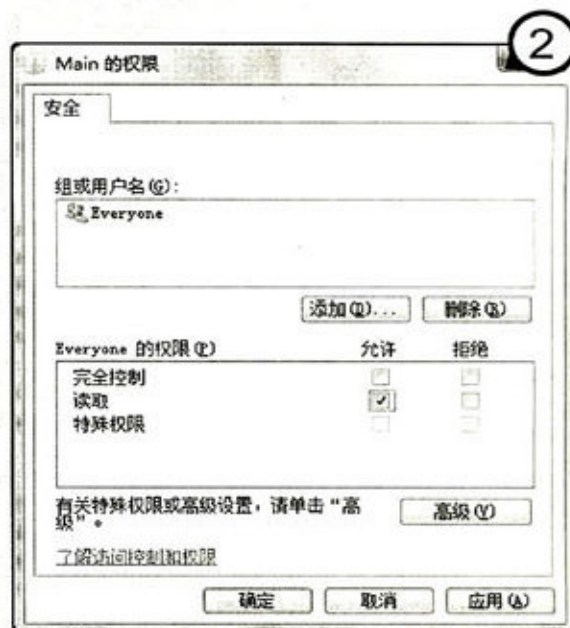 2
Main 的权限
安全
组或用户名(G):
Everyone
添加(D)... 删除(R)
Everyone 的权限(P) 允许 拒绝
完全控制
读取
特殊权限
有关特殊权限或高级设置，请单击“高
级”。
高级(V)
了解访问控制和权限
确定 取消 应用(A)